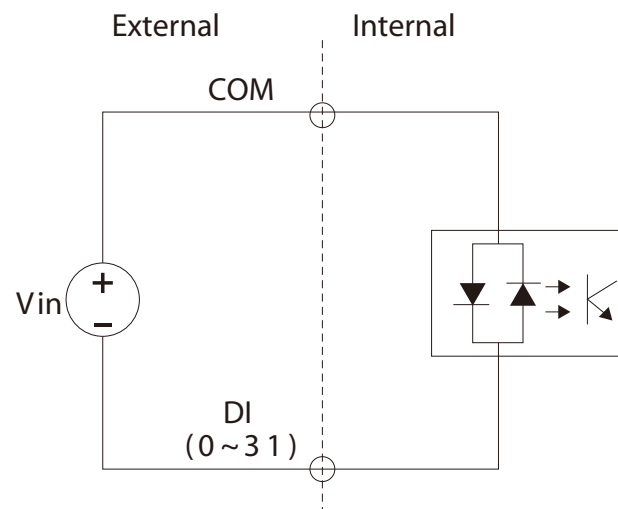 External
Internal
COM
+
Vin
–
DI
(0~31)